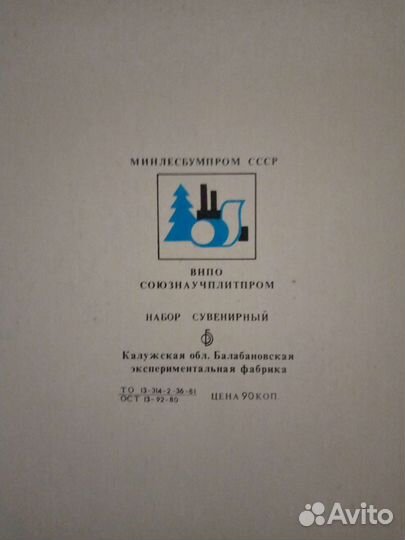 МИНЛЕСБУМПРОМ СССР
ВНПО
СОЮЗНАУЧПЛИТПРОМ
НАБОР СУВЕНИРНЫЙ
Калужская обл. Балабановская
экспериментальная фабрика
ТО 13-314-2-36-81
ОСТ 13-92-80
ЦЕНА 90 КОП.
Avito